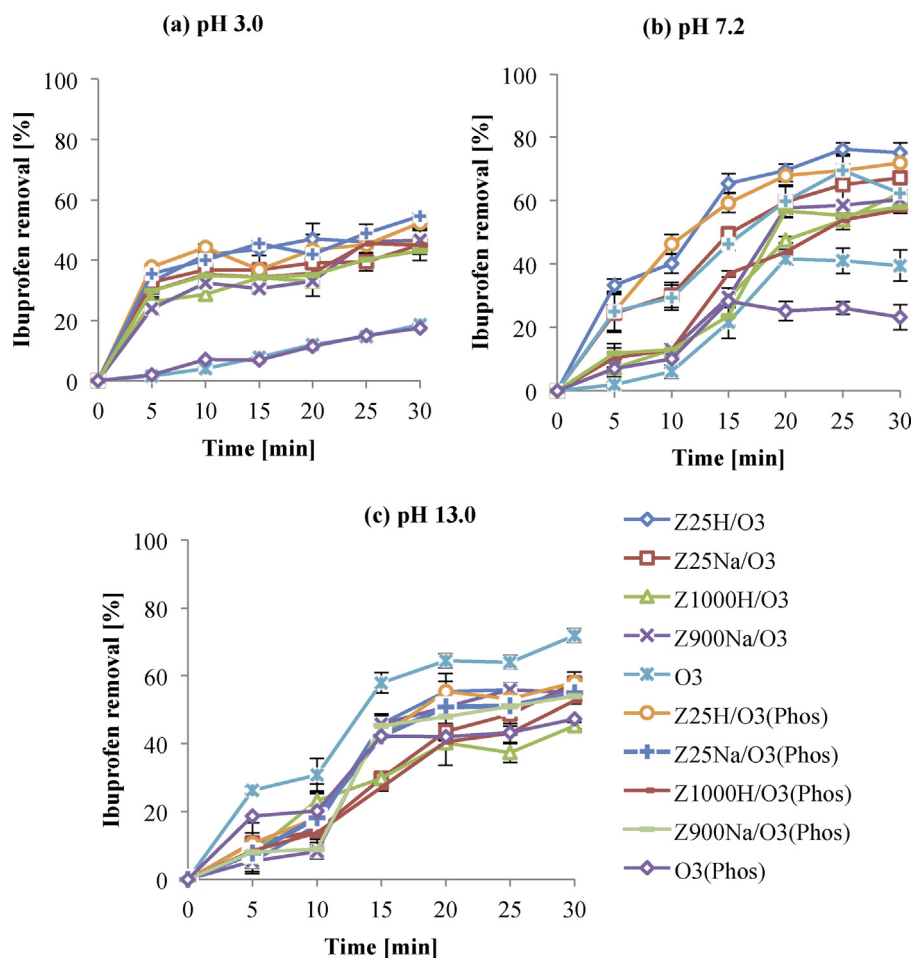 (a) pH 3.0
Ibuprofen removal [%]
100
80
60
40
20
0
0 5 10 15 20 25 30
Time [min]
(b) pH 7.2
Ibuprofen removal [%]
100
80
60
40
20
0
0 5 10 15 20 25 30
Time [min]
(c) pH 13.0
Ibuprofen removal [%]
100
80
60
40
20
0
0 5 10 15 20 25 30
Time [min]
Z25H/O3
Z25Na/O3
Z1000H/O3
Z900Na/O3
O3
Z25H/O3(Phos)
Z25Na/O3(Phos)
Z1000H/O3(Phos)
Z900Na/O3(Phos)
O3(Phos)